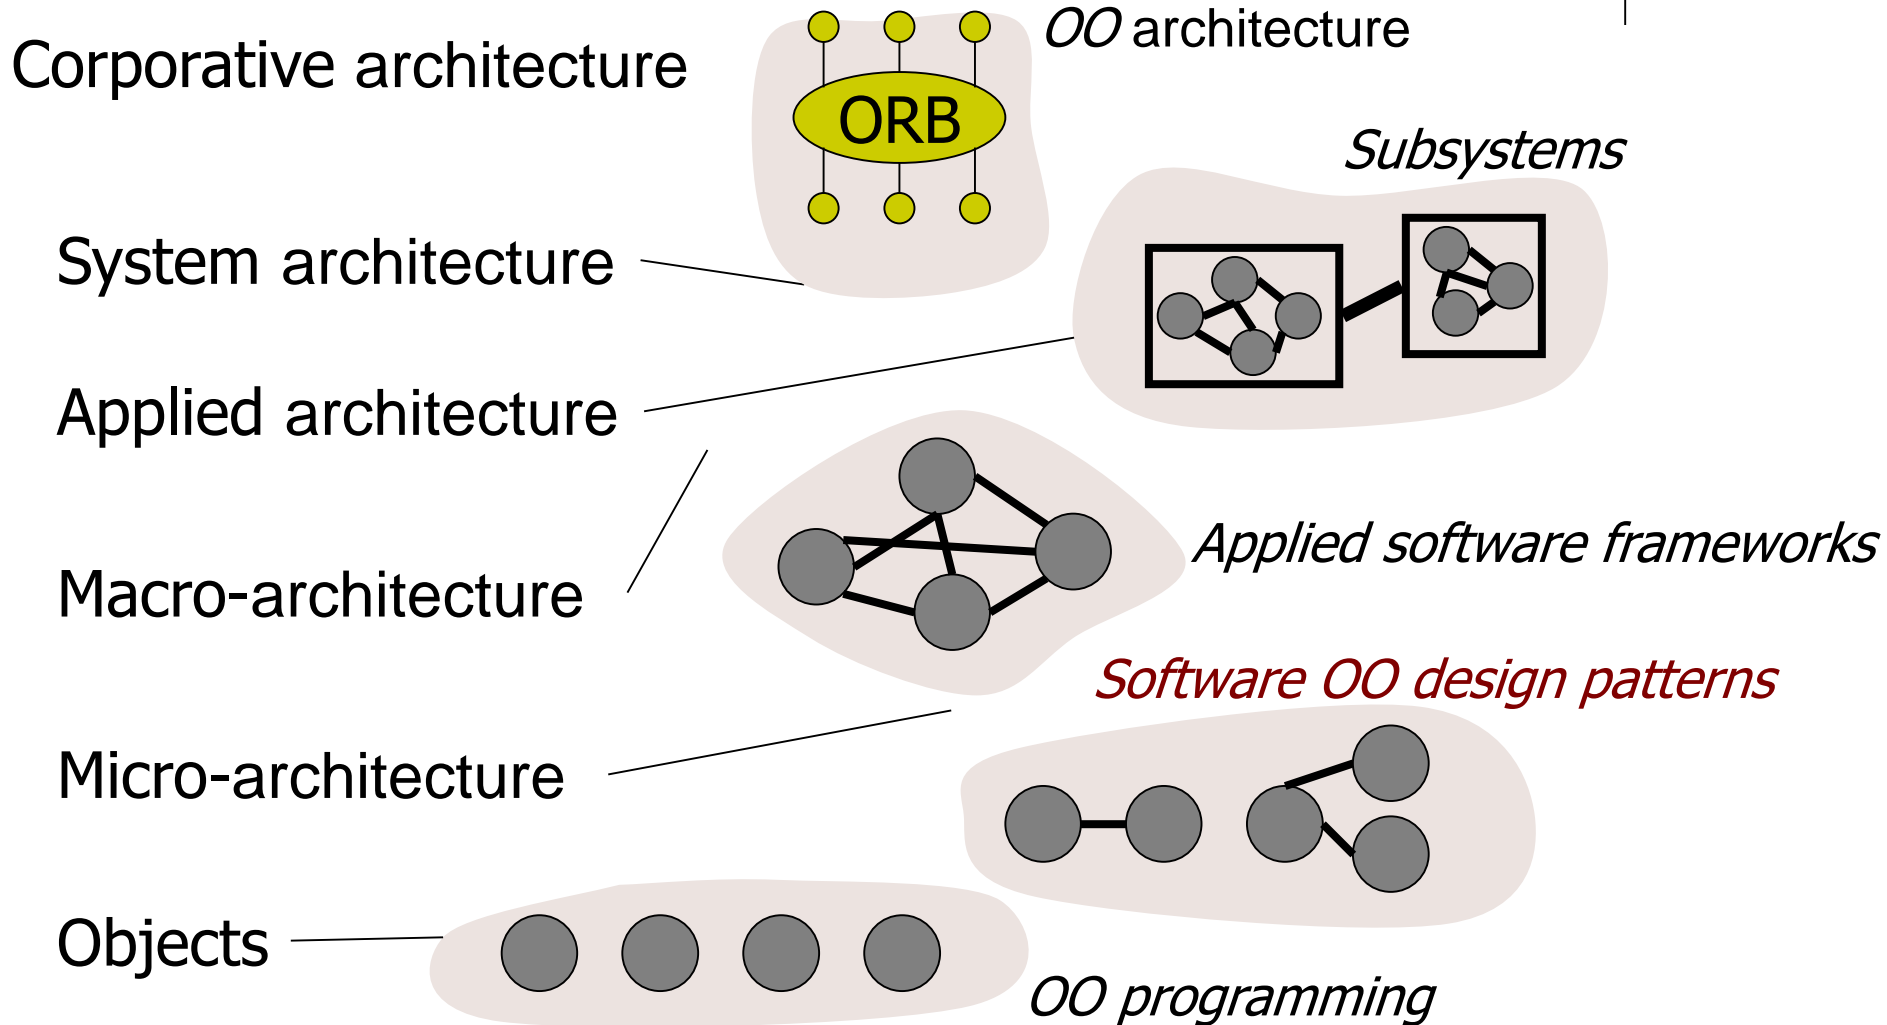 OO architecture
Corporative architecture
ORB
Subsystems
System architecture
Applied architecture
Applied software frameworks
Macro-architecture
Software OO design patterns
Micro-architecture
Objects
OO programming